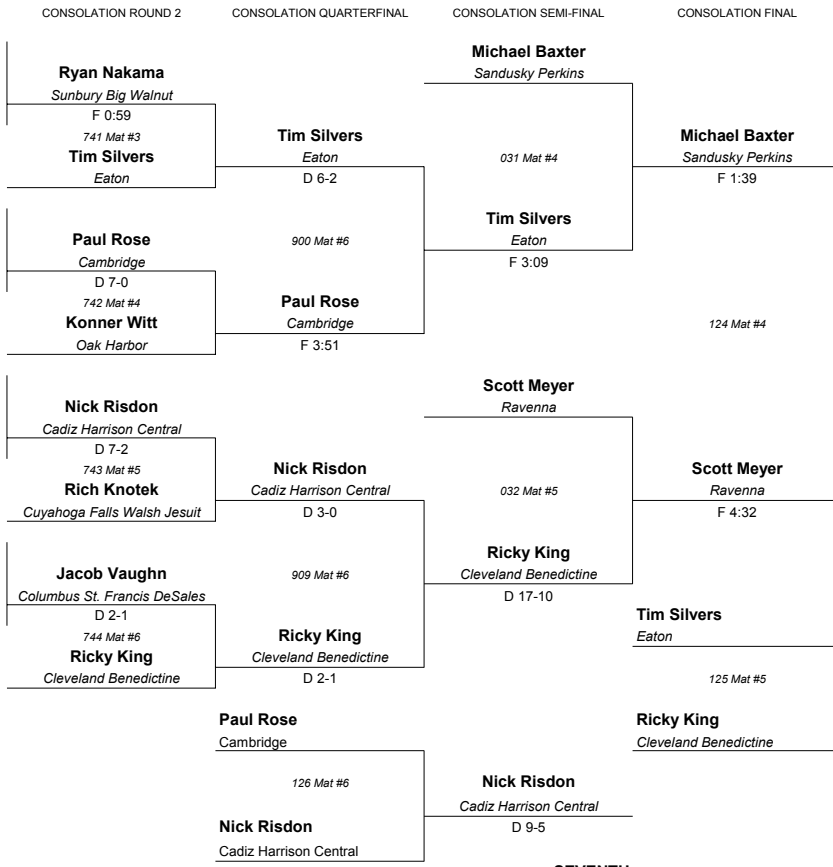 CONSOLATION ROUND 2
CONSOLATION QUARTERFINAL
CONSOLATION SEMI-FINAL
CONSOLATION FINAL
Ryan Nakama
Sunbury Big Walnut
F 0:59
741 Mat #3
Tim Silvers
Eaton
Paul Rose
Cambridge
D 7-0
742 Mat #4
Konner Witt
Oak Harbor
Nick Risdon
Cadiz Harrison Central
D 7-2
743 Mat #5
Rich Knotek
Cuyahoga Falls Walsh Jesuit
Jacob Vaughn
Columbus St. Francis DeSales
D 2-1
744 Mat #6
Ricky King
Cleveland Benedictine
Tim Silvers
Eaton
D 6-2
900 Mat #6
Paul Rose
Cambridge
F 3:51
Nick Risdon
Cadiz Harrison Central
D 3-0
909 Mat #6
Ricky King
Cleveland Benedictine
D 2-1
Michael Baxter
Sandusky Perkins
031 Mat #4
Tim Silvers
Eaton
F 3:09
Scott Meyer
Ravenna
032 Mat #5
Ricky King
Cleveland Benedictine
D 17-10
Michael Baxter
Sandusky Perkins
F 1:39
124 Mat #4
Scott Meyer
Ravenna
F 4:32
Tim Silvers
Eaton
125 Mat #5
Ricky King
Cleveland Benedictine
Paul Rose
Cambridge
126 Mat #6
Nick Risdon
Cadiz Harrison Central
Nick Risdon
Cadiz Harrison Central
D 9-5
SEVENTH